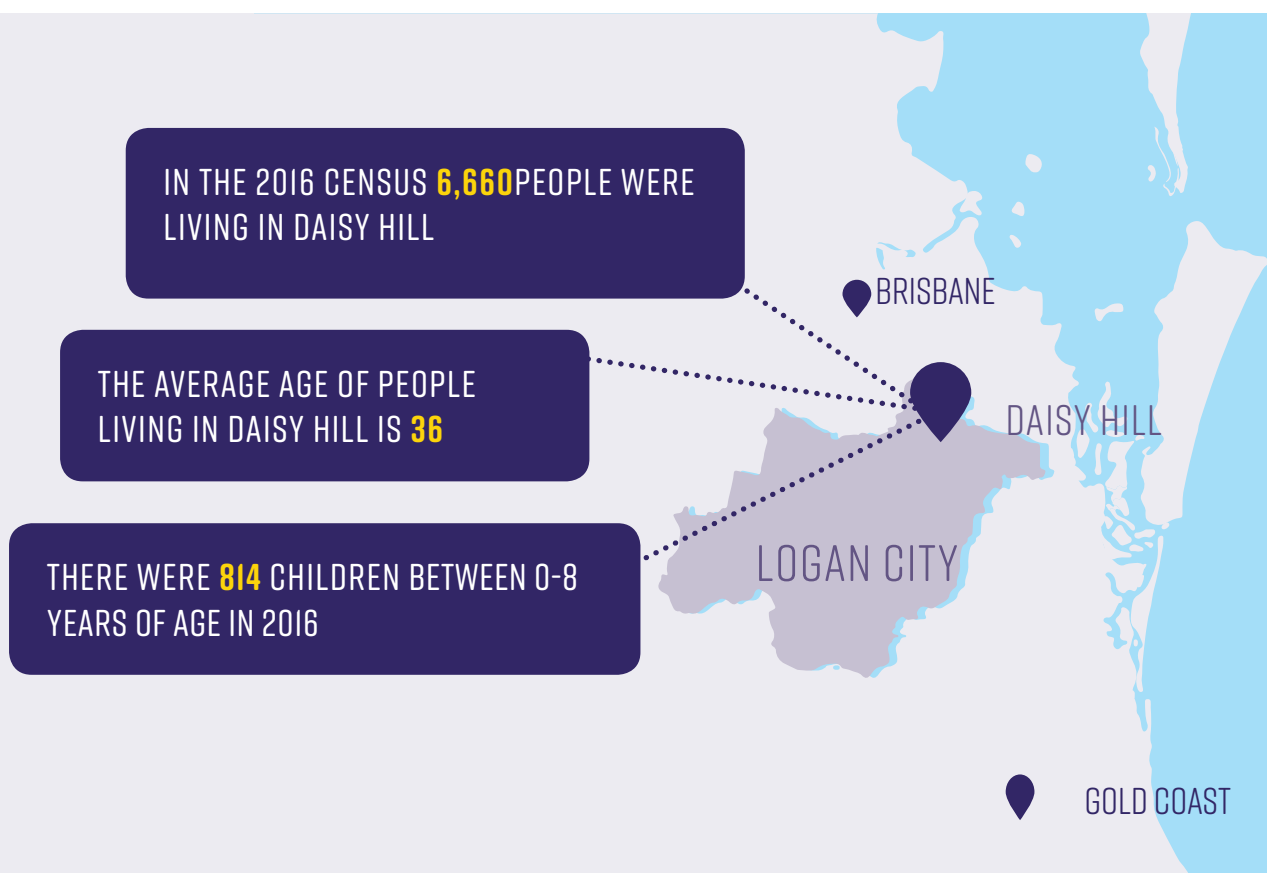 IN THE 2016 CENSUS 6,660PEOPLE WERE
LIVING IN DAISY HILL
BRISBANE
THE AVERAGE AGE OF PEOPLE
LIVING IN DAISY HILL IS 36
DAISY HILL
LOGAN CITY
THERE WERE 814 CHILDREN BETWEEN 0-8
YEARS OF AGE IN 2016
GOLD COAST